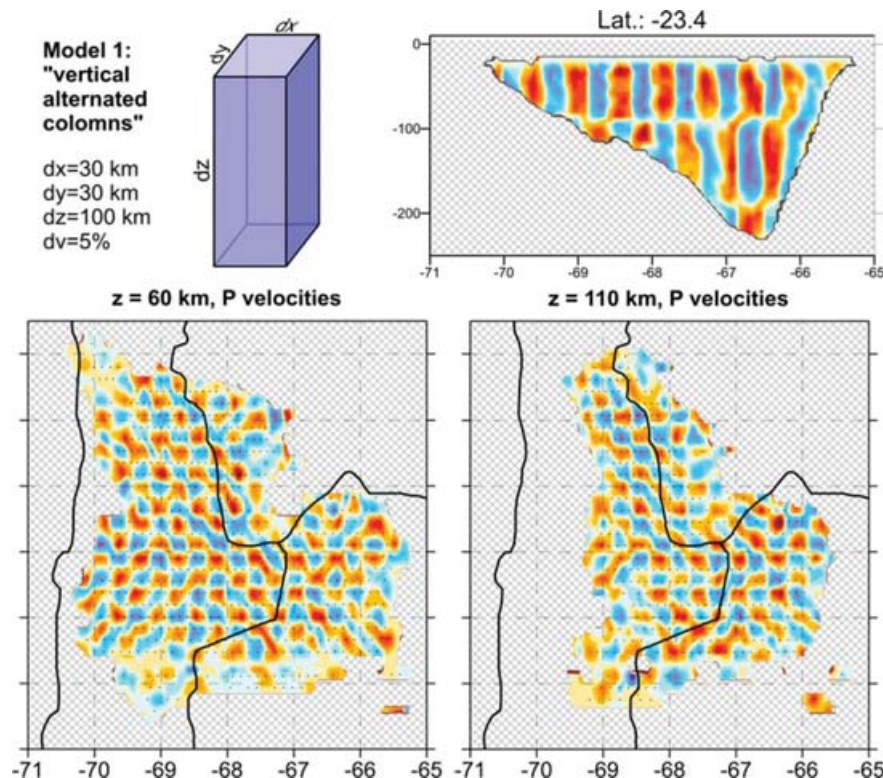 Model 1:
"vertical
alternated
colomns"
dx=30 km
dy=30 km
dz=100 km
dv=5%
dx
dy
dz
Lat.: -23.4
0
-100
-200
-71 -70 -69 -68 -67 -66 -65
z = 60 km, P velocities
-71 -70 -69 -68 -67 -66 -65
z = 110 km, P velocities
-71 -70 -69 -68 -67 -66 -65